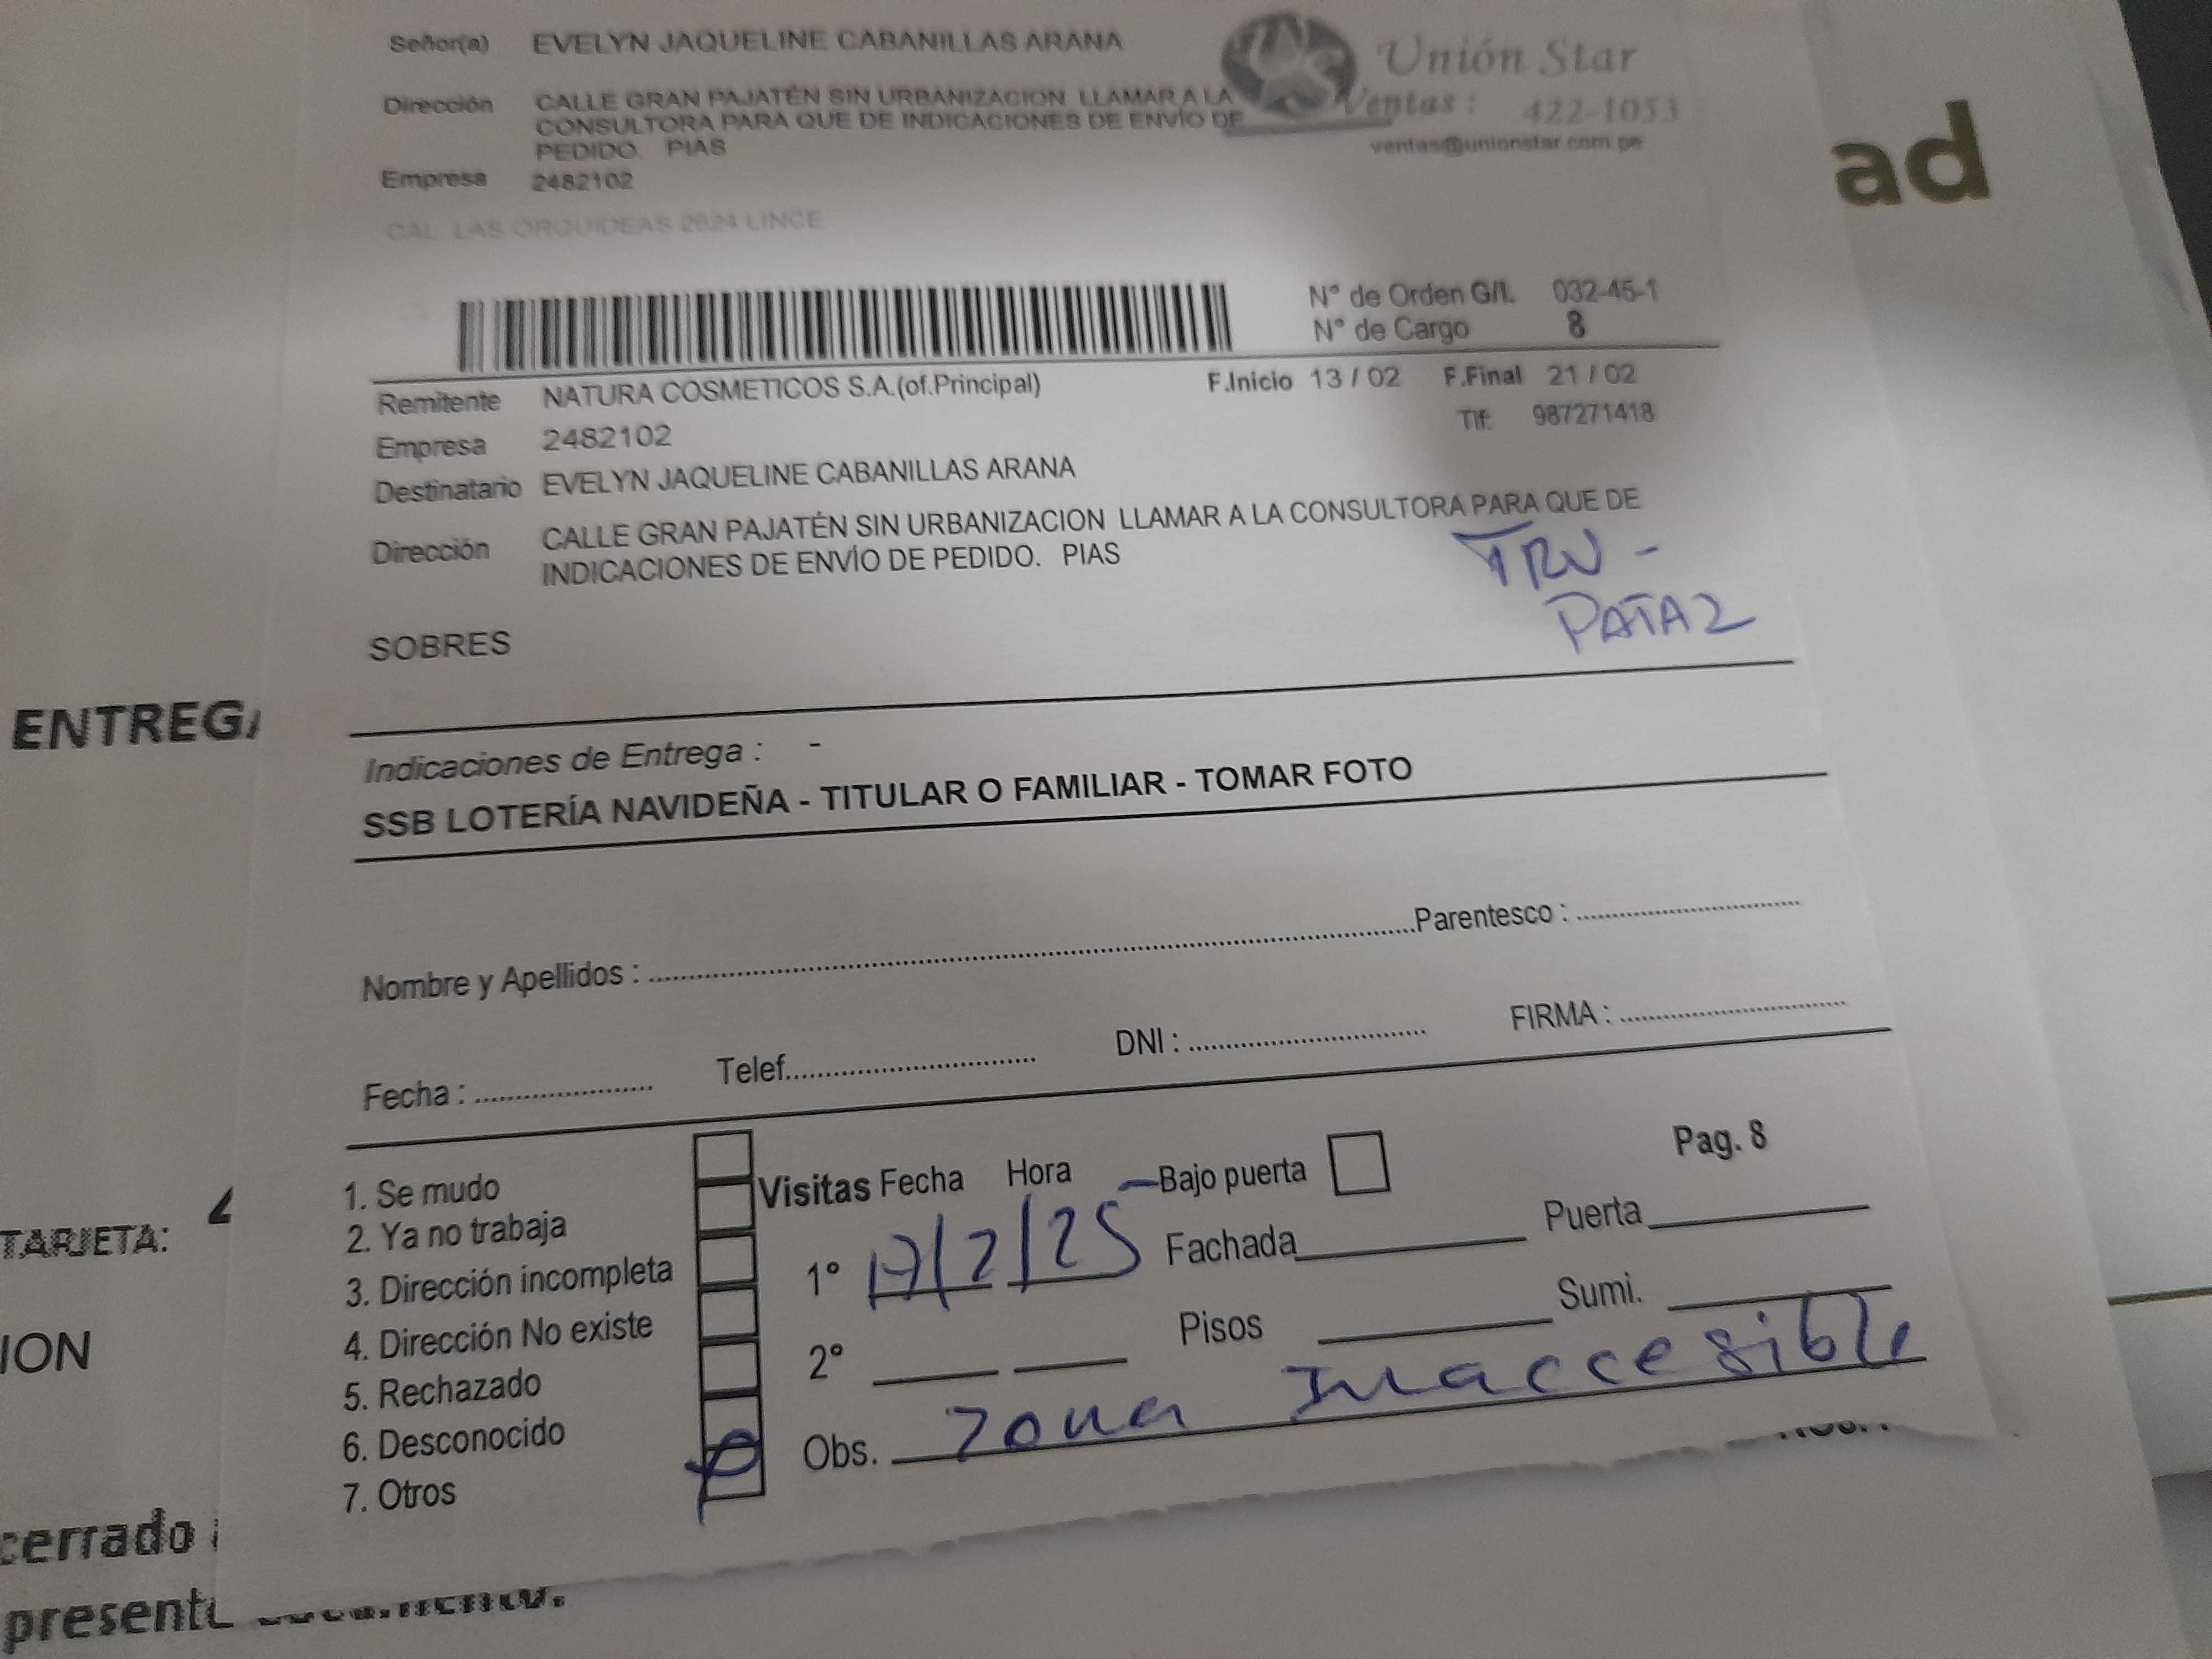 Señor(a) EVELYN JAQUELINE CABANILLAS ARANA
Unión Star
Dirección CALLE GRAN PAJATÉN SIN URBANIZACION LLAMAR A LA
CONSULTORA PARA QUE DE INDICACIONES DE ENVÍO DE
PEDIDO. PIAS
Ventas : 422-1053
ventas@unionstar.com.pe
Empresa 2482102
CAL LAS ORQUIDEAS 2624 LINCE
ad
N° de Orden G/L 032-45-1
N° de Cargo 8
Remitente NATURA COSMETICOS S.A.(of.Principal) F.Inicio 13 / 02 F.Final 21 / 02
Empresa 2482102 Tlf: 987271418
Destinatario EVELYN JAQUELINE CABANILLAS ARANA
Dirección CALLE GRAN PAJATÉN SIN URBANIZACION LLAMAR A LA CONSULTORA PARA QUE DE
INDICACIONES DE ENVÍO DE PEDIDO. PIAS
TRU -
PATAZ
SOBRES
ENTREGA
Indicaciones de Entrega : -
SSB LOTERÍA NAVIDEÑA - TITULAR O FAMILIAR - TOMAR FOTO
Nombre y Apellidos : Parentesco :
Fecha : Telef. DNI : FIRMA :
Pag. 8
1. Se mudo Visitas Fecha Hora Bajo puerta
2. Ya no trabaja
TARJETA:
3. Dirección incompleta 1° 17/2/25 Fachada Puerta
4. Dirección No existe
ION
5. Rechazado 2° Pisos Sumi.
6. Desconocido Obs. Zona Inaccesible
7. Otros
cerrado